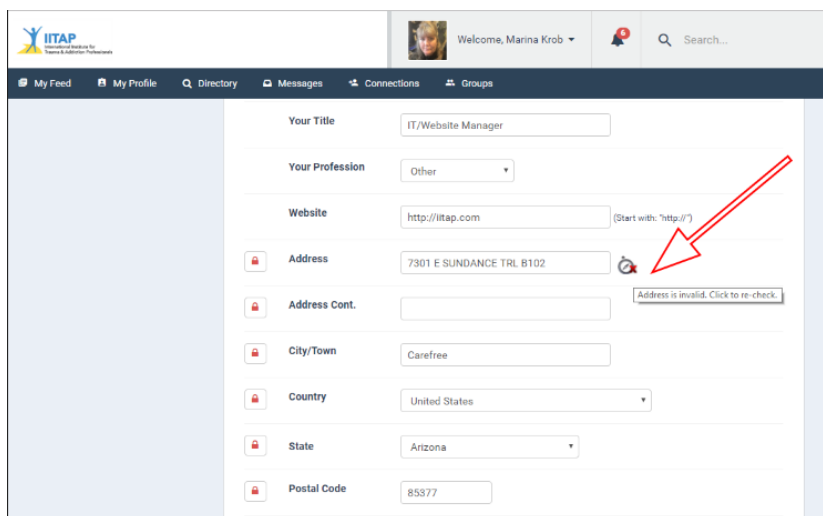 IITAP
International Institute for
Trauma & Addiction Professionals
Welcome, Marina Krob
6
Search...
My Feed My Profile Directory Messages Connections Groups
Your Title IT/Website Manager
Your Profession Other
Website http://iitap.com (Start with: "http://")
Address 7301 E SUNDANCE TRL B102
Address is invalid. Click to re-check.
Address Cont.
City/Town Carefree
Country United States
State Arizona
Postal Code 85377